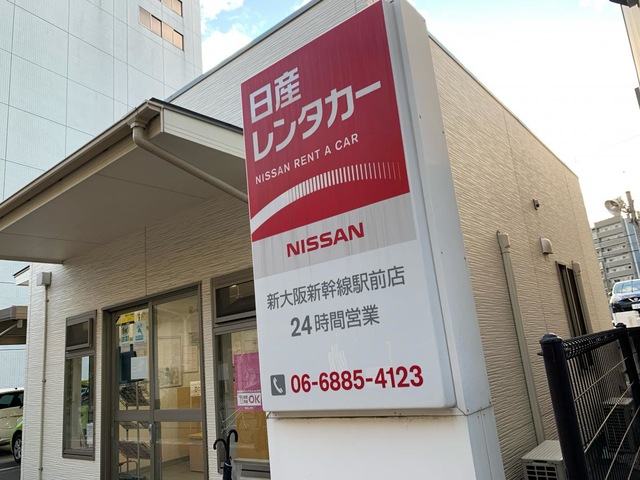 日産
レンタカー
NISSAN RENT A CAR
NISSAN
新大阪新幹線駅前店
24時間営業
06-6885-4123
OK